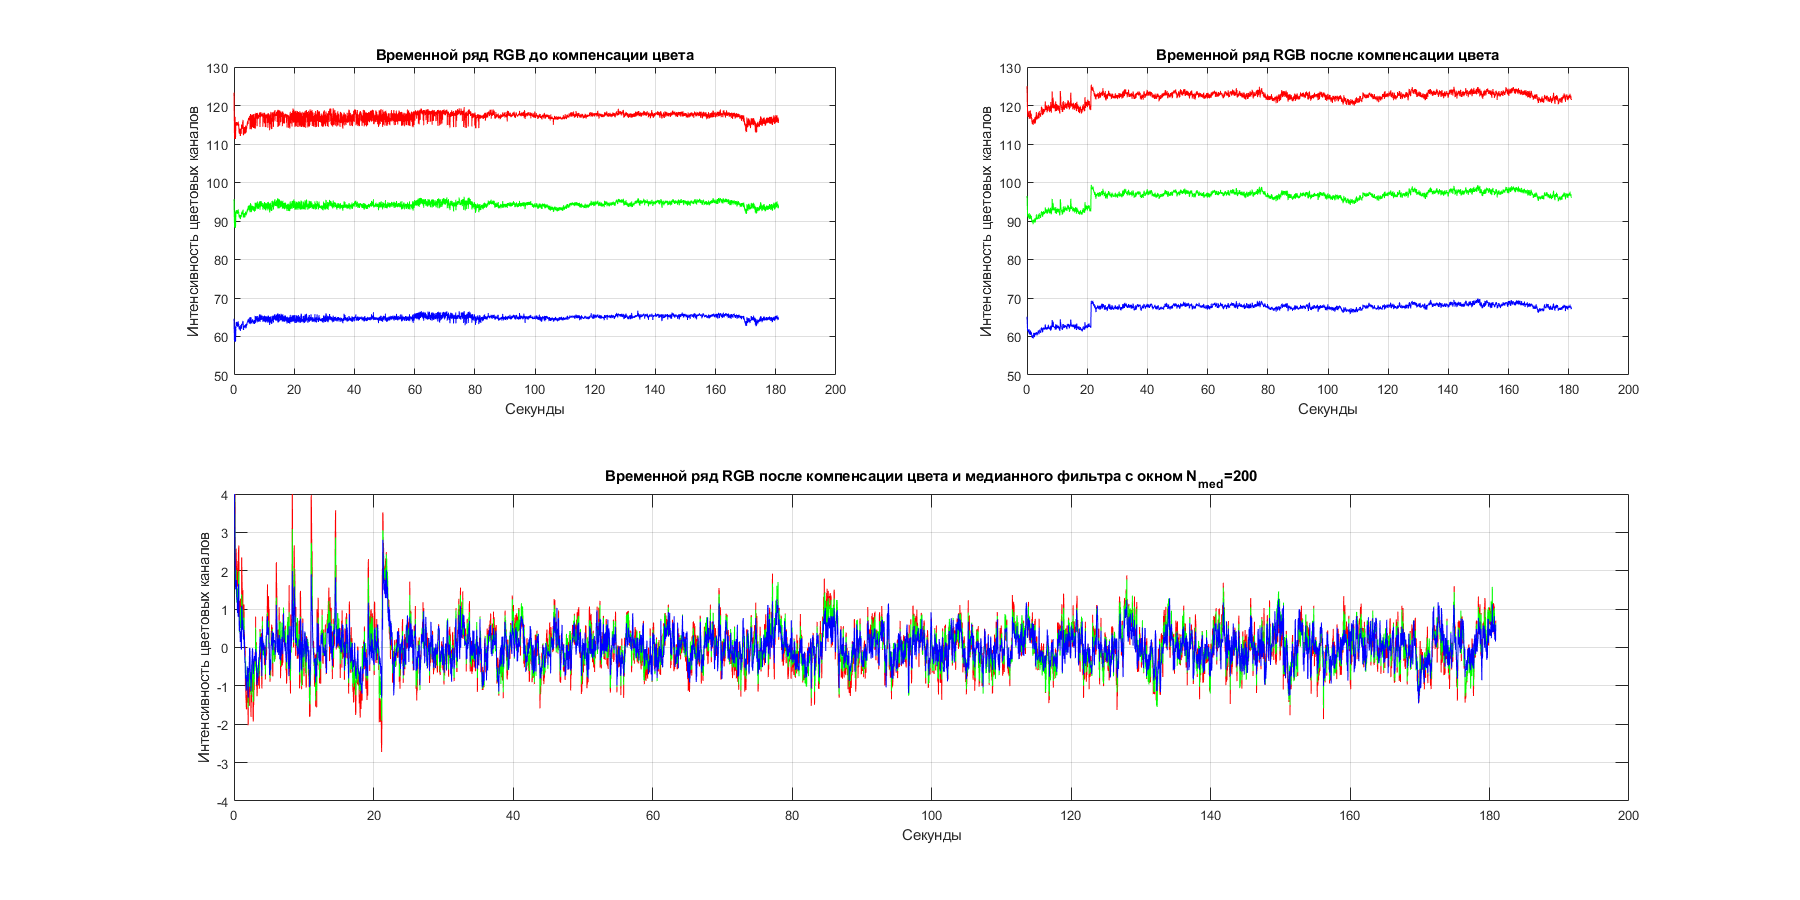 Временной ряд RGB до компенсации цвета
Интенсивность цветовых каналов
130
120
110
100
90
80
70
60
50
0 20 40 60 80 100 120 140 160 180 200
Секунды
Временной ряд RGB после компенсации цвета
Интенсивность цветовых каналов
130
120
110
100
90
80
70
60
50
0 20 40 60 80 100 120 140 160 180 200
Секунды
Временной ряд RGB после компенсации цвета и медианного фильтра с окном N_med=200
Интенсивность цветовых каналов
4
3
2
1
0
-1
-2
-3
-4
0 20 40 60 80 100 120 140 160 180 200
Секунды